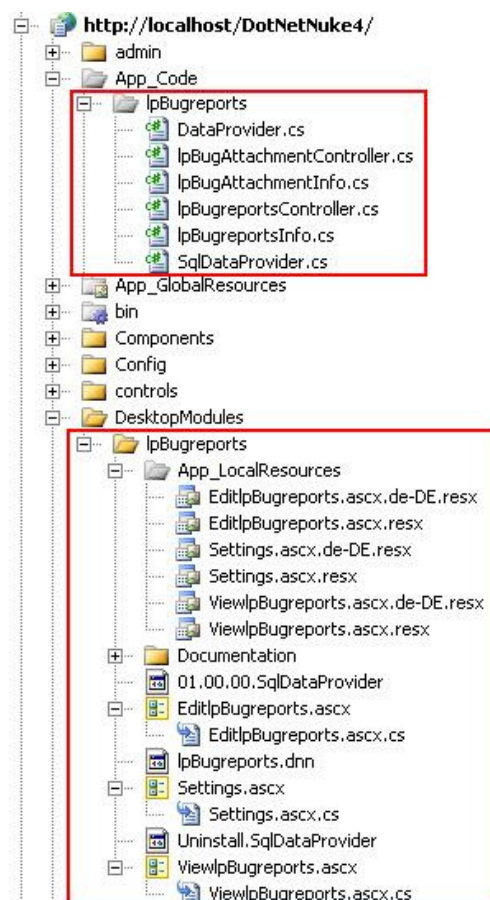 http://localhost/DotNetNuke4/
admin
App_Code
lpBugreports
DataProvider.cs
lpBugAttachmentController.cs
lpBugAttachmentInfo.cs
lpBugreportsController.cs
lpBugreportsInfo.cs
SqlDataProvider.cs
App_GlobalResources
bin
Components
Config
controls
DesktopModules
lpBugreports
App_LocalResources
EditlpBugreports.ascx.de-DE.resx
EditlpBugreports.ascx.resx
Settings.ascx.de-DE.resx
Settings.ascx.resx
ViewlpBugreports.ascx.de-DE.resx
ViewlpBugreports.ascx.resx
Documentation
01.00.00.SqlDataProvider
EditlpBugreports.ascx
EditlpBugreports.ascx.cs
lpBugreports.dnn
Settings.ascx
Settings.ascx.cs
Uninstall.SqlDataProvider
ViewlpBugreports.ascx
ViewlpBugreports.ascx.cs